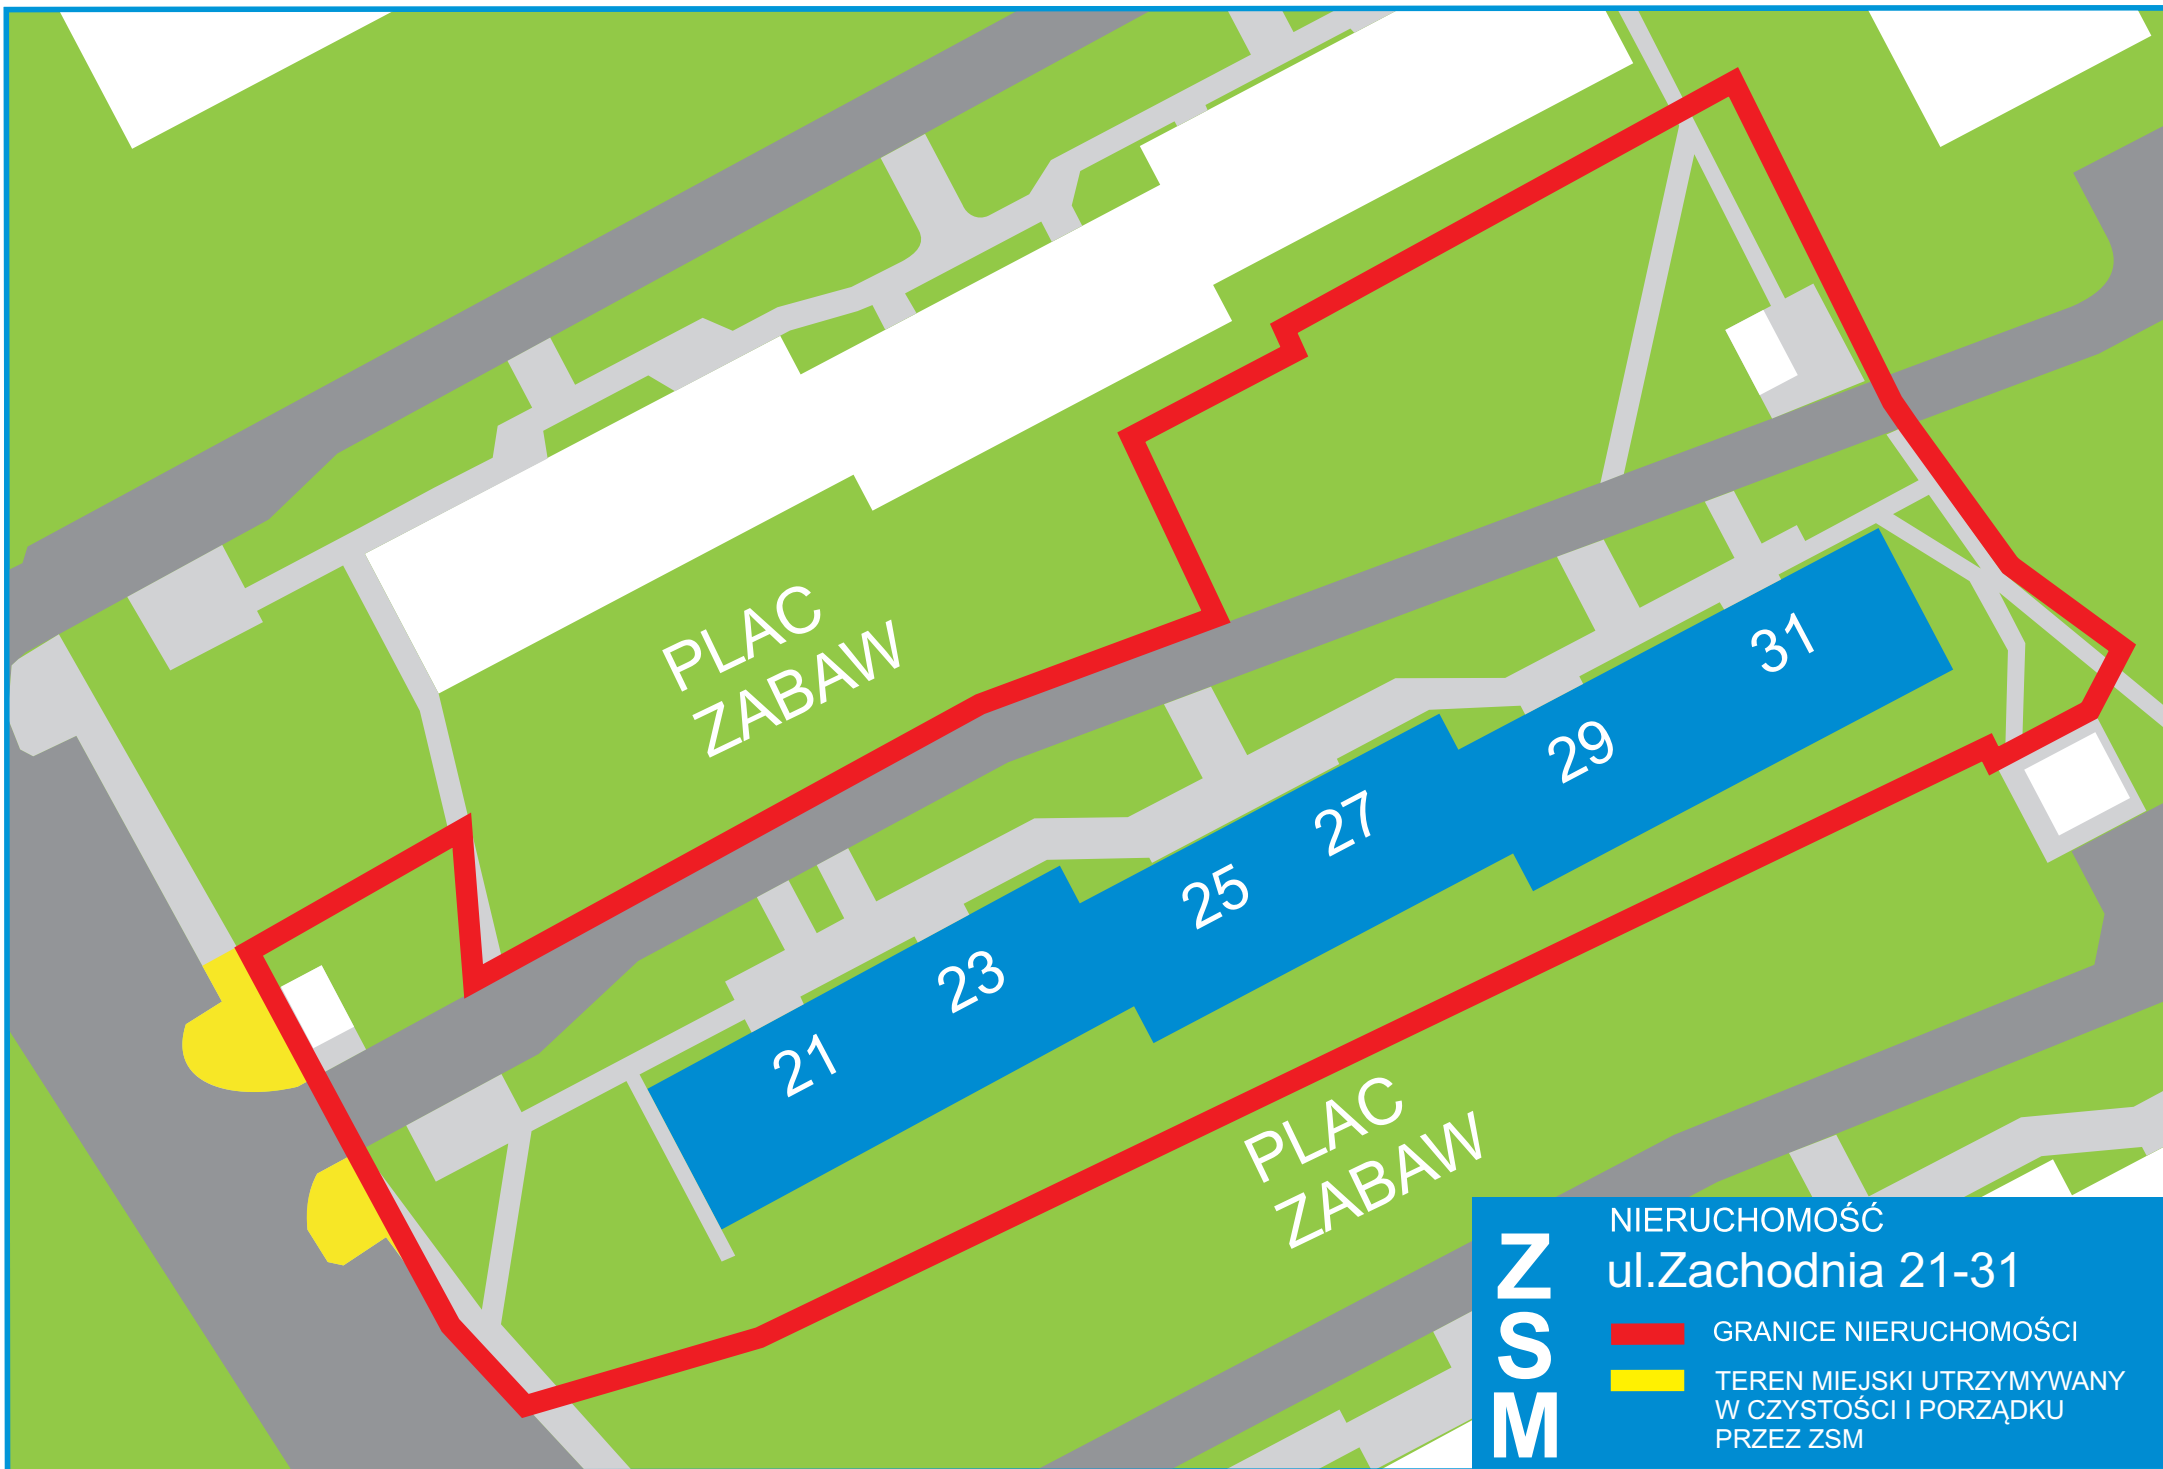 PLAC
ZABAW
31
29
27
25
23
21
PLAC
ZABAW
ZSM
NIERUCHOMOŚĆ
ul.Zachodnia 21-31
GRANICE NIERUCHOMOŚCI
TEREN MIEJSKI UTRZYMYWANY
W CZYSTOŚCI I PORZĄDKU
PRZEZ ZSM